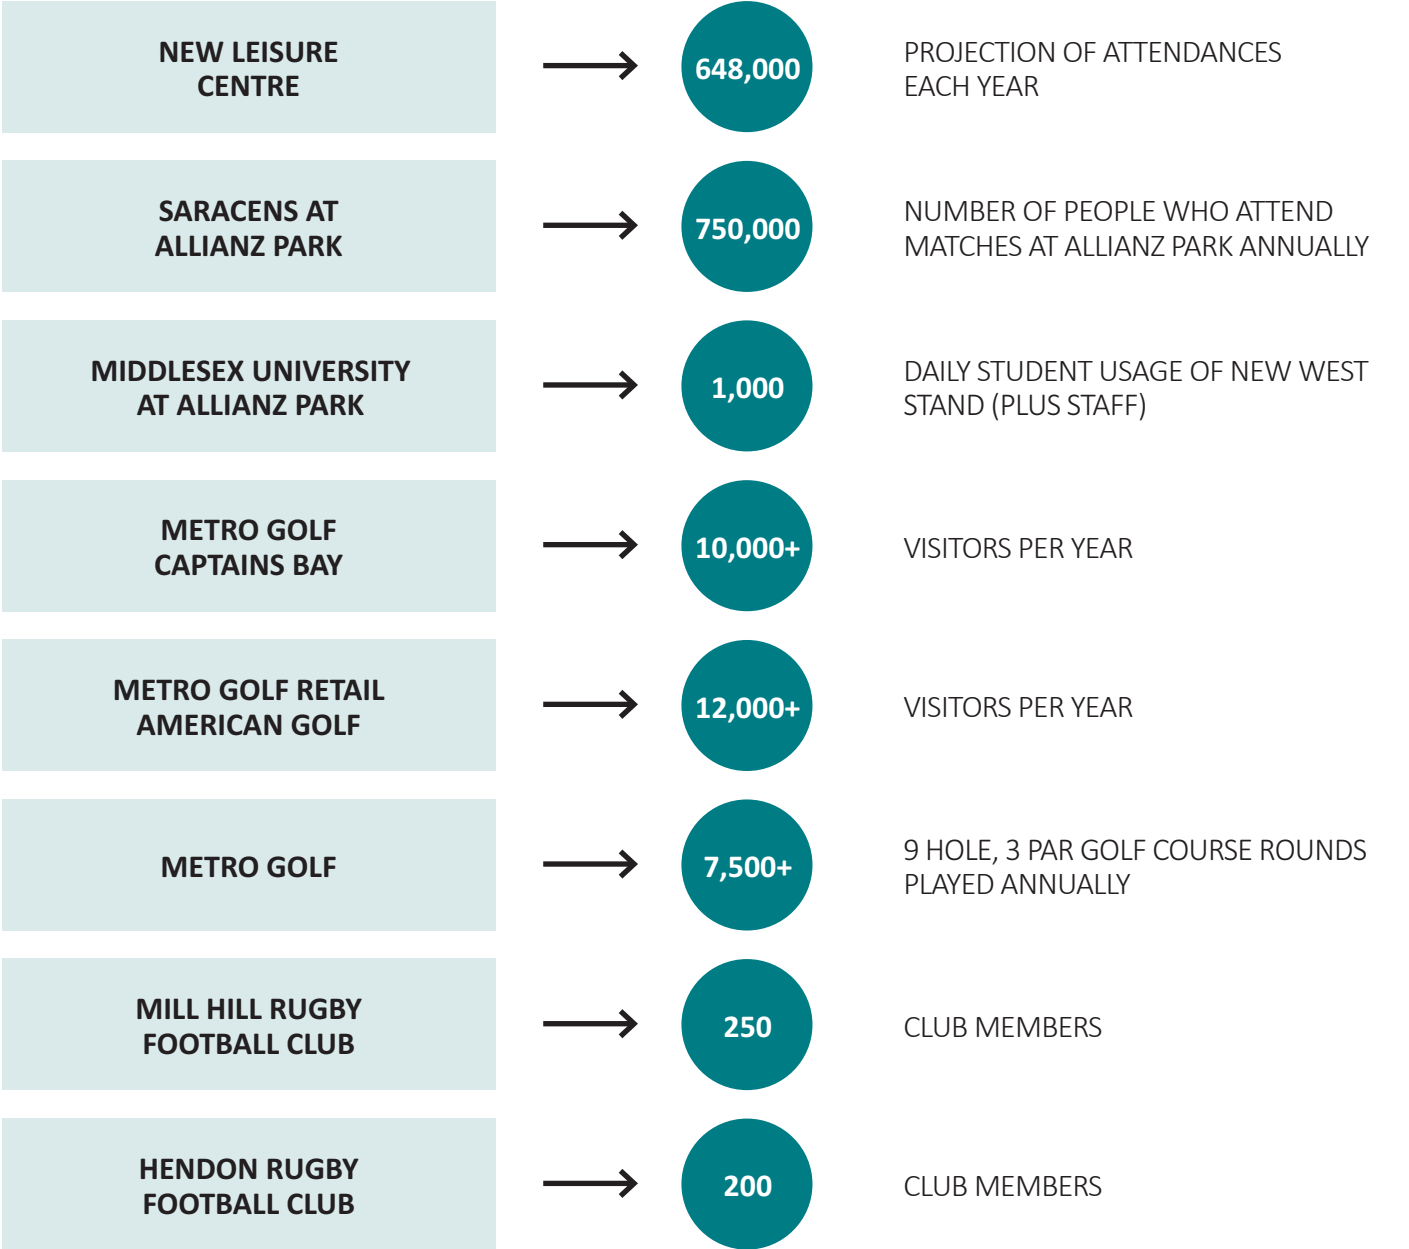 NEW LEISURE
CENTRE
648,000
PROJECTION OF ATTENDANCES
EACH YEAR
SARACENS AT
ALLIANZ PARK
750,000
NUMBER OF PEOPLE WHO ATTEND
MATCHES AT ALLIANZ PARK ANNUALLY
MIDDLESEX UNIVERSITY
AT ALLIANZ PARK
1,000
DAILY STUDENT USAGE OF NEW WEST
STAND (PLUS STAFF)
METRO GOLF
CAPTAINS BAY
10,000+
VISITORS PER YEAR
METRO GOLF RETAIL
AMERICAN GOLF
12,000+
VISITORS PER YEAR
METRO GOLF
7,500+
9 HOLE, 3 PAR GOLF COURSE ROUNDS
PLAYED ANNUALLY
MILL HILL RUGBY
FOOTBALL CLUB
250
CLUB MEMBERS
HENDON RUGBY
FOOTBALL CLUB
200
CLUB MEMBERS